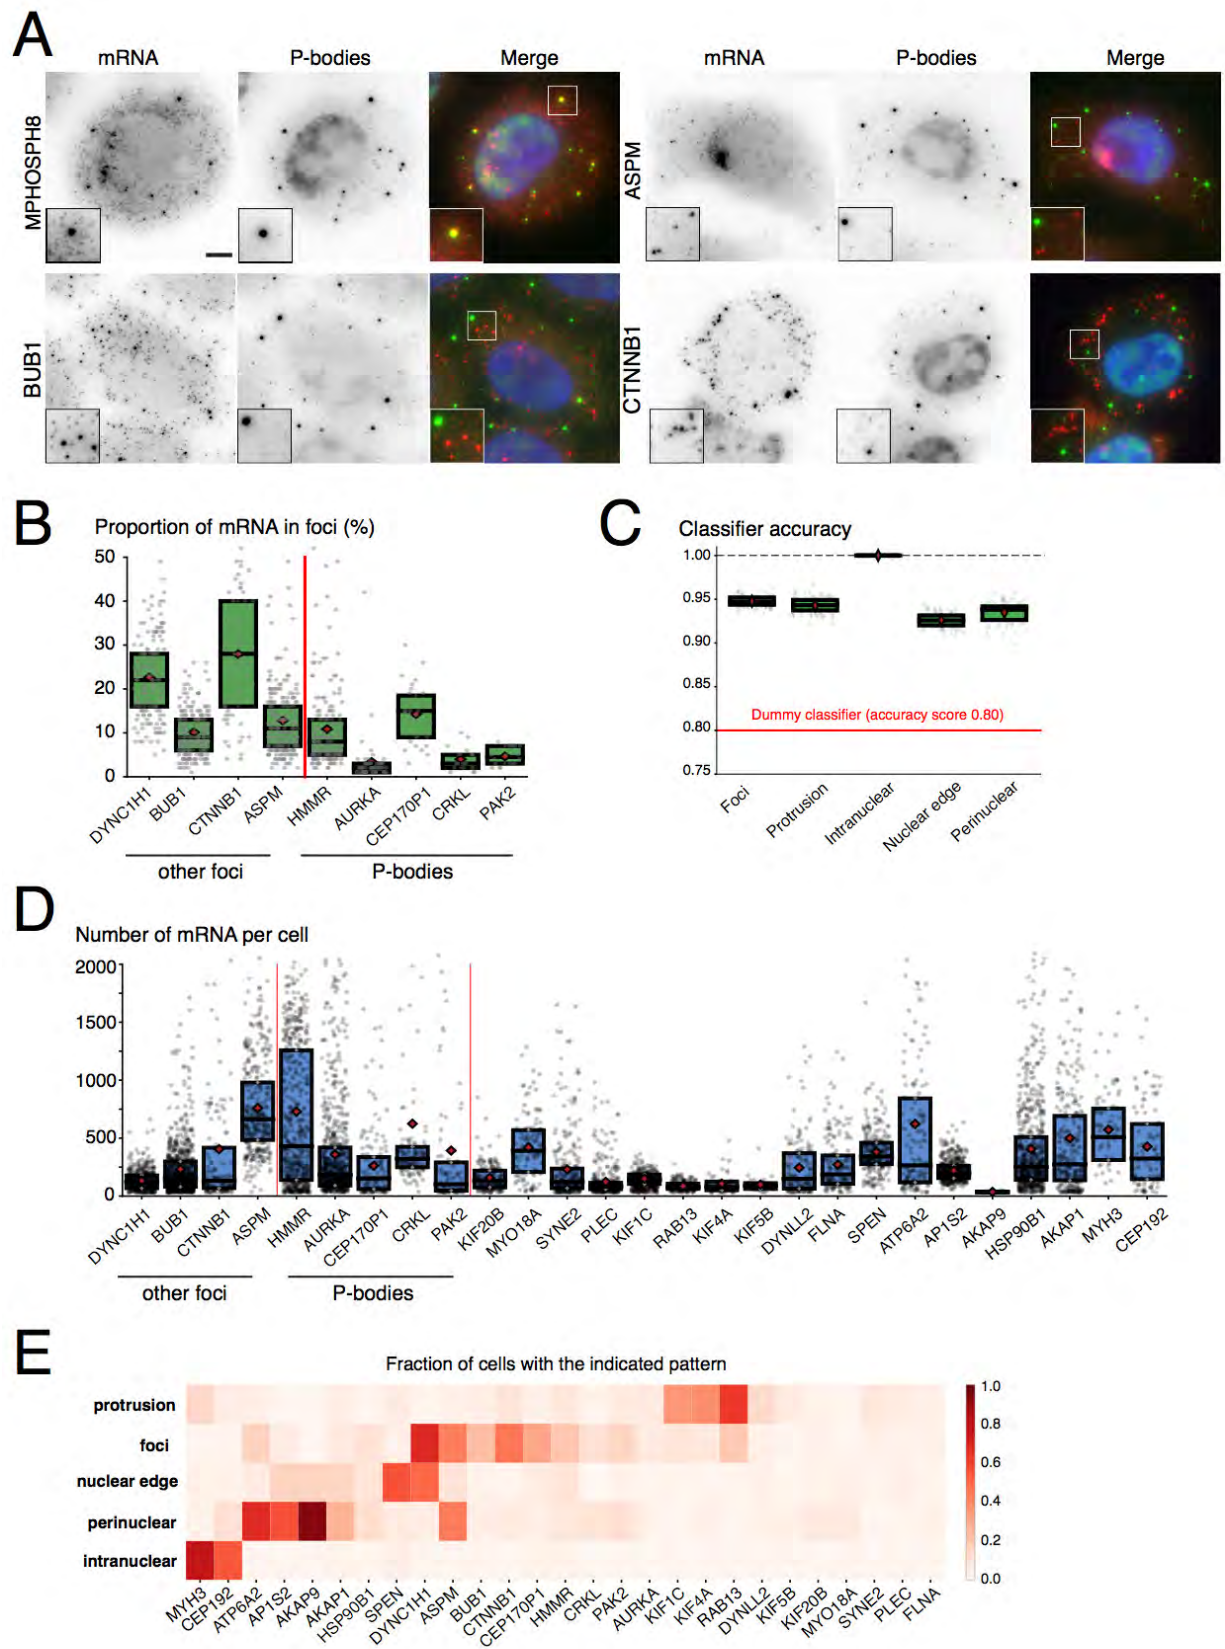 A
mRNA P-bodies Merge mRNA P-bodies Merge
MPHOSPH8
ASPM
BUB1
CTNNB1
B
Proportion of mRNA in foci (%)
50
40
30
20
10
0
DYNC1H1 BUB1 CTNNB1 ASPM HMMR AURKA CEP170P1 CRKL PAK2
other foci P-bodies
C
Classifier accuracy
1.00
0.95
0.90
0.85
0.80
0.75
Dummy classifier (accuracy score 0.80)
Foci Protrusion Intranuclear Nuclear edge Perinuclear
D
Number of mRNA per cell
2000
1500
1000
500
0
DYNC1H1 BUB1 CTNNB1 ASPM HMMR AURKA CEP170P1 CRKL PAK2 KIF20B MYO18A SYNE2 PLEC KIF1C RAB13 KIF4A KIF5B DYNLL2 FLNA SPEN ATP6A2 AP1S2 AKAP9 HSP90B1 AKAP1 MYH3 CEP192
other foci P-bodies
E
Fraction of cells with the indicated pattern
protrusion
foci
nuclear edge
perinuclear
intranuclear
1.0
0.8
0.6
0.4
0.2
0.0
MYH3 CEP192 ATP6A2 AP1S2 AKAP9 AKAP1 HSP90B1 SPEN DYNC1H1 ASPM BUB1 CTNNB1 CEP170P1 HMMR CRKL PAK2 AURKA KIF1C KIF4A RAB13 DYNLL2 KIF5B KIF20B MYO18A SYNE2 PLEC FLNA